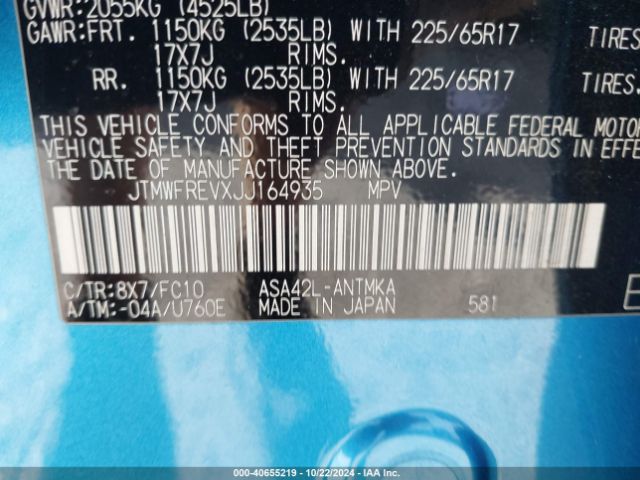 GVWR:2055KG (4525LB)
GAWR:FRT. 1150KG (2535LB) WITH 225/65R17 TIRES
17X7J RIMS.
RR. 1150KG (2535LB) WITH 225/65R17 TIRES.
17X7J RIMS.
THIS VEHICLE CONFORMS TO ALL APPLICABLE FEDERAL MOTOR
VEHICLE SAFETY AND THEFT PREVENTION STANDARDS IN EFFE
THE DATE OF MANUFACTURE SHOWN ABOVE.
JTMWFREVXJJ164935 MPV
C/TR:8X7/FC10 ASA42L-ANTMKA
A/TM:-04A/U760E MADE IN JAPAN 581
000-40655219 - 10/22/2024 - IAA Inc.